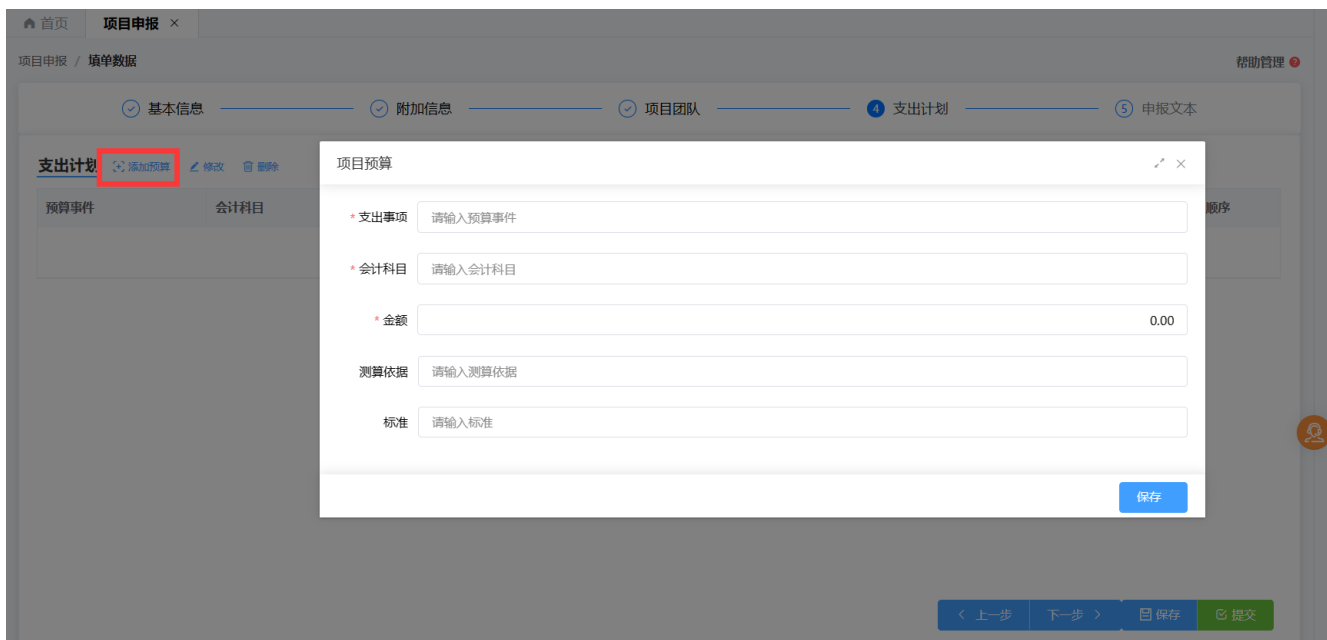 首页 项目申报 ×
项目申报 / 填单数据 帮助管理
基本信息 附加信息 项目团队 4 支出计划 5 申报文本
支出计划 添加预算 修改 删除
项目预算
预算事件 会计科目 顺序
* 支出事项 请输入预算事件
* 会计科目 请输入会计科目
* 金额 0.00
测算依据 请输入测算依据
标准 请输入标准
保存
< 上一步 下一步 > 保存 提交